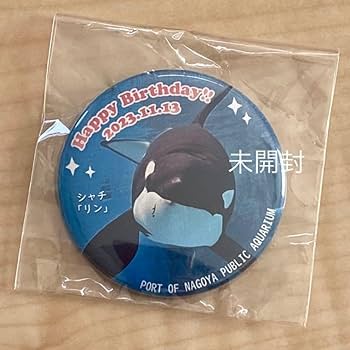 Happy Birthday!!
2023.11.13
未開封
シャチ
「リン」
PORT OF NAGOYA PUBLIC AQUARIUM